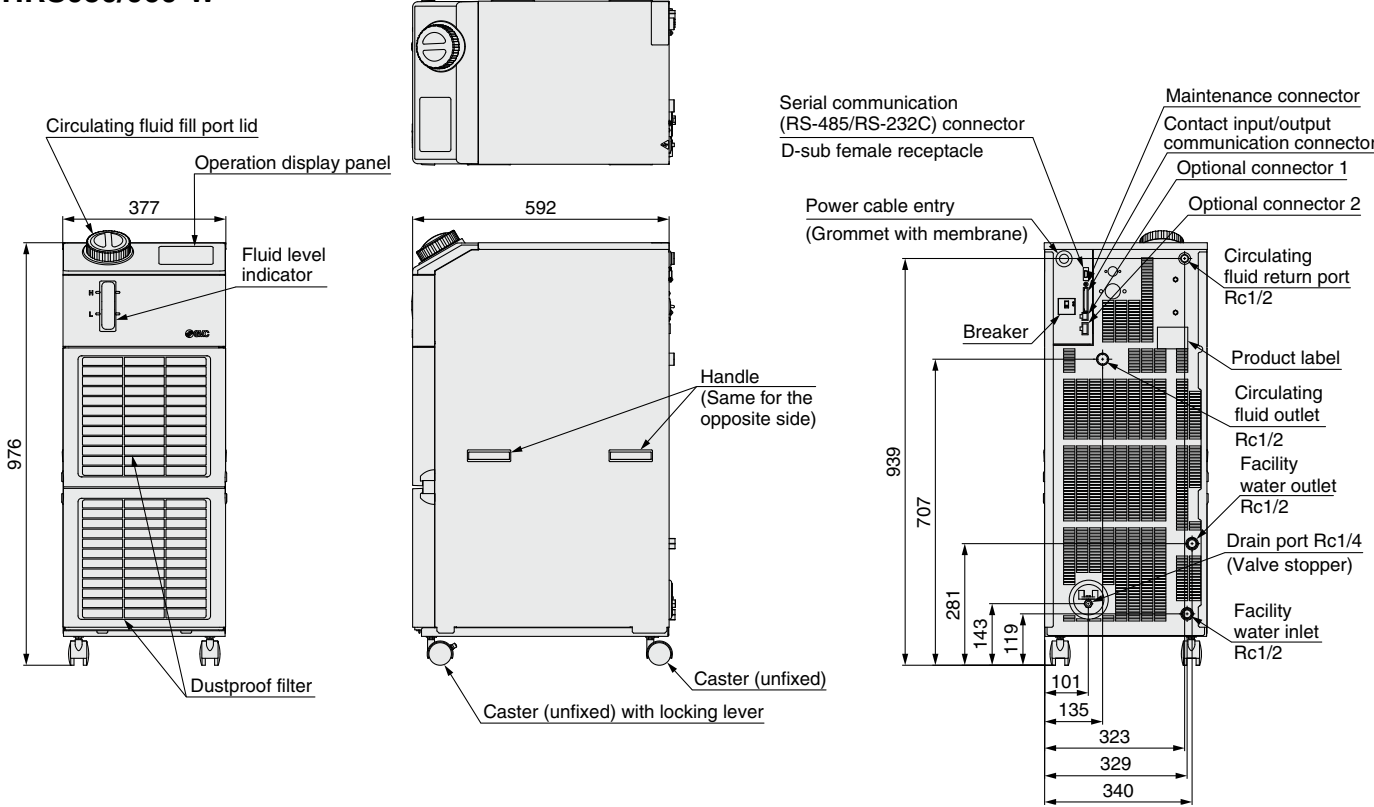 Circulating fluid fill port lid
Operation display panel
377
Fluid level
indicator
H
L
SMC
976
Dustproof filter
592
Handle
(Same for the
opposite side)
Caster (unfixed)
Caster (unfixed) with locking lever
Serial communication
(RS-485/RS-232C) connector
D-sub female receptacle
Power cable entry
(Grommet with membrane)
Breaker
Maintenance connector
Contact input/output
communication connector
Optional connector 1
Optional connector 2
Circulating
fluid return port
Rc1/2
Product label
Circulating
fluid outlet
Rc1/2
Facility
water outlet
Rc1/2
Drain port Rc1/4
(Valve stopper)
Facility
water inlet
Rc1/2
939
707
281
143
119
101
135
323
329
340